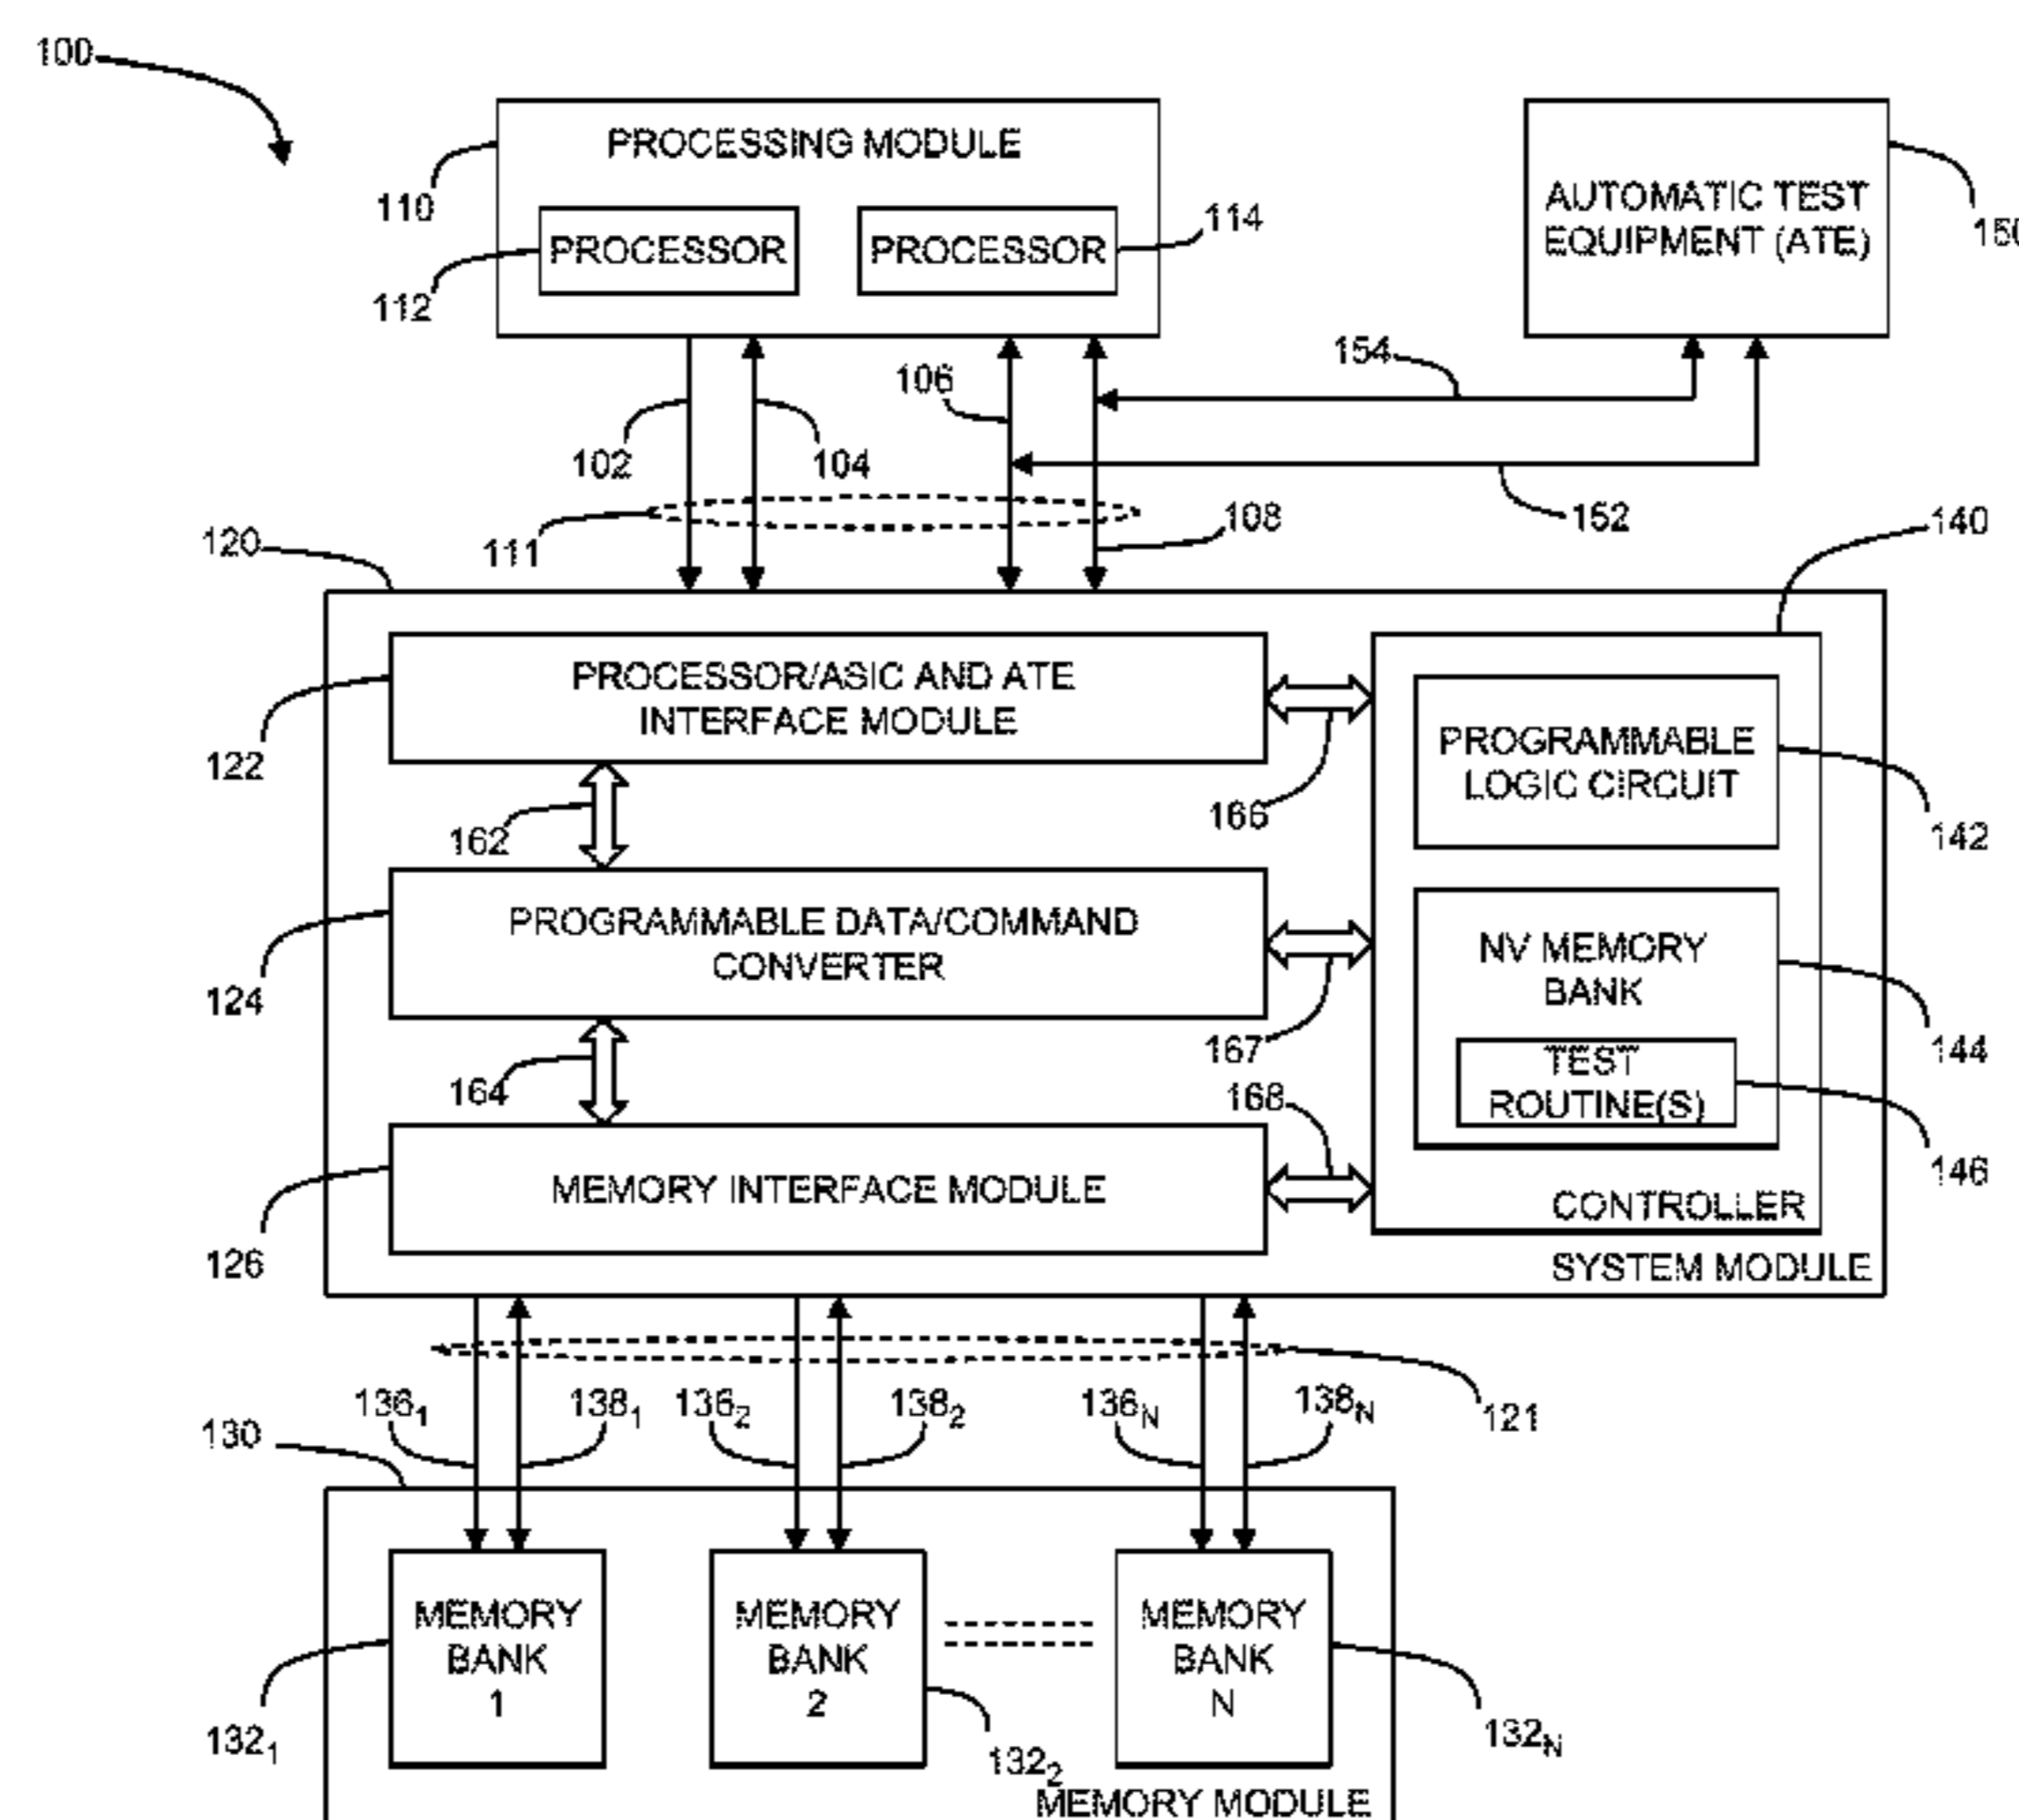 100
PROCESSING MODULE
110
PROCESSOR
PROCESSOR
112
114
AUTOMATIC TEST
EQUIPMENT (ATE)
102
104
106
154
111
108
152
120
140
PROCESSOR/ASIC AND ATE
INTERFACE MODULE
122
162
166
PROGRAMMABLE
LOGIC CIRCUIT
142
PROGRAMMABLE DATA/COMMAND
CONVERTER
124
164
167
NV MEMORY
BANK
144
TEST
ROUTINE(S)
146
168
MEMORY INTERFACE MODULE
126
CONTROLLER
SYSTEM MODULE
136₁
138₁
136₂
138₂
136N
138N
121
130
MEMORY
BANK
1
MEMORY
BANK
2
MEMORY
BANK
N
132₁
132₂
132N
MEMORY MODULE